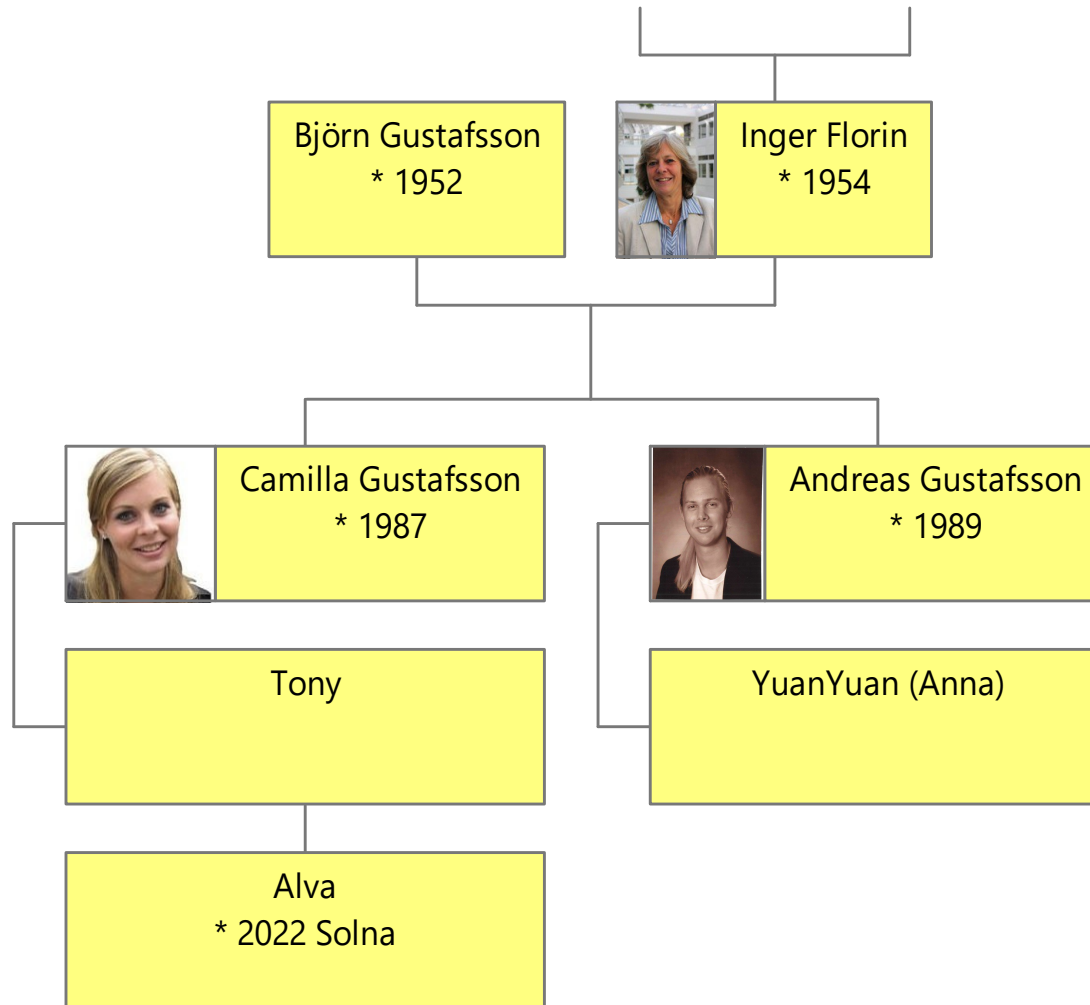 Björn Gustafsson
* 1952
Inger Florin
* 1954
Camilla Gustafsson
* 1987
Andreas Gustafsson
* 1989
Tony
YuanYuan (Anna)
Alva
* 2022 Solna